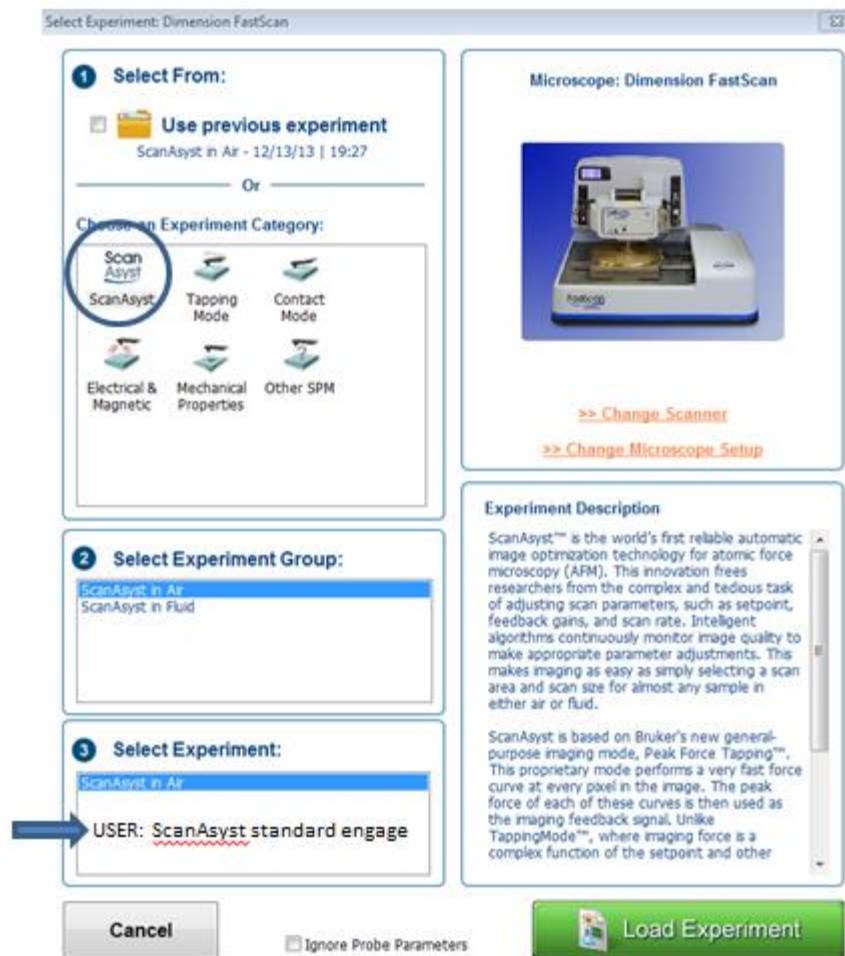 Select Experiment: Dimension FastScan
1 Select From:
Use previous experiment
ScanAsyst in Air - 12/13/13 | 19:27
Or
Choose an Experiment Category:
Scan
Asyst
ScanAsyst
Tapping
Mode
Contact
Mode
Electrical &
Magnetic
Mechanical
Properties
Other SPM
2 Select Experiment Group:
ScanAsyst in Air
ScanAsyst in Fluid
3 Select Experiment:
ScanAsyst in Air
USER: ScanAsyst standard engage
Cancel
Ignore Probe Parameters
Microscope: Dimension FastScan
FastScan
>> Change Scanner
>> Change Microscope Setup
Experiment Description
ScanAsyst™ is the world's first reliable automatic
image optimization technology for atomic force
microscopy (AFM). This innovation frees
researchers from the complex and tedious task
of adjusting scan parameters, such as setpoint,
feedback gains, and scan rate. Intelligent
algorithms continuously monitor image quality to
make appropriate parameter adjustments. This
makes imaging as easy as simply selecting a scan
area and scan size for almost any sample in
either air or fluid.
ScanAsyst is based on Bruker's new general-
purpose imaging mode, Peak Force Tapping™.
This proprietary mode performs a very fast force
curve at every pixel in the image. The peak
force of each of these curves is then used as
the imaging feedback signal. Unlike
TappingMode™, where imaging force is a
complex function of the setpoint and other
Load Experiment